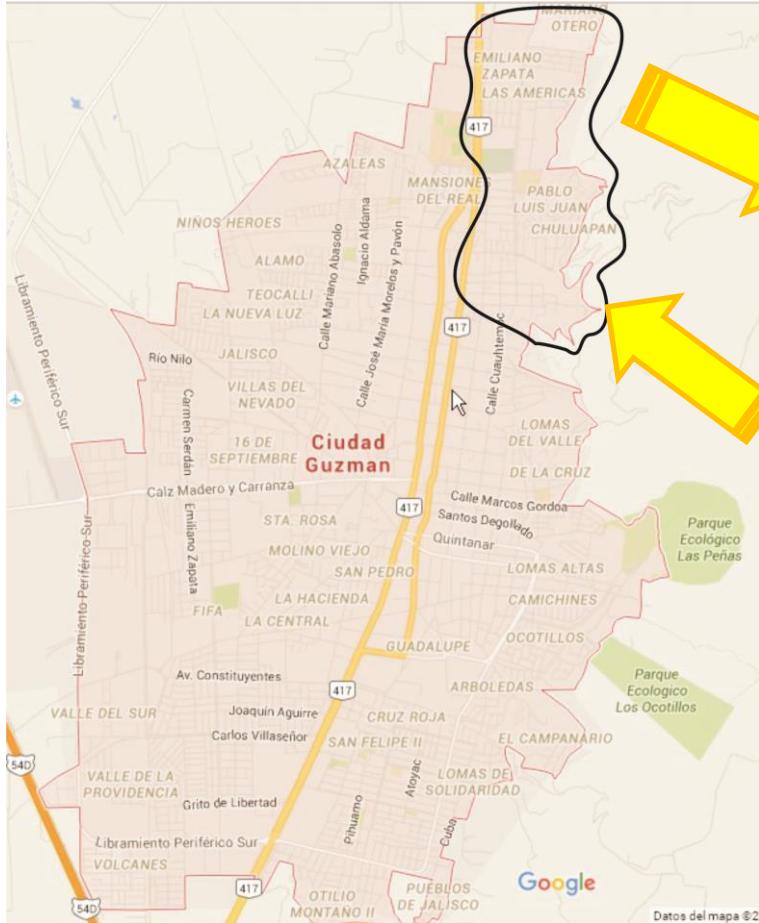 MARIANO
OTERO
EMILIANO
ZAPATA
LAS AMERICAS
417
AZALEAS
MANSIONES
DEL REAL
PABLO
LUIS JUAN
CHULUAPAN
NIÑOS HEROES
Ignacio Aldama
Calle Mariano Abasolo
Calle José María Morelos y Pavón
ALAMO
TEOCALLI
LA NUEVA LUZ
Libramiento Periférico Sur
417
Calle Cuauhtemoc
Río Nilo
JALISCO
VILLAS DEL
NEVADO
Carmen Serdán
LOMAS
DEL VALLE
16 DE
SEPTIEMBRE
Ciudad
Guzman
DE LA CRUZ
Calz Madero y Carranza
417
Calle Marcos Gordoa
Santos Degollado
Quintanar
Emiliano Zapata
STA. ROSA
MOLINO VIEJO
SAN PEDRO
Parque
Ecológico
Las Peñas
LOMAS ALTAS
LA HACIENDA
CAMICHINES
FIFA
LA CENTRAL
Libramiento Periférico Sur
GUADALUPE
OCOTILLOS
Av. Constituyentes
417
ARBOLEDAS
Parque
Ecologico
Los Ocotillos
VALLE DEL SUR
Joaquín Aguirre
CRUZ ROJA
Carlos Villaseñor
SAN FELIPE II
EL CAMPANARIO
54D
VALLE DE LA
PROVIDENCIA
Atoyac
LOMAS DE
SOLIDARIDAD
Grito de Libertad
Pihuamo
Cuba
Libramiento Periférico Sur
VOLCANES
417
54D
OTILIO
MONTAÑO II
PUEBLOS
DE JALISCO
Google
Datos del mapa ©2